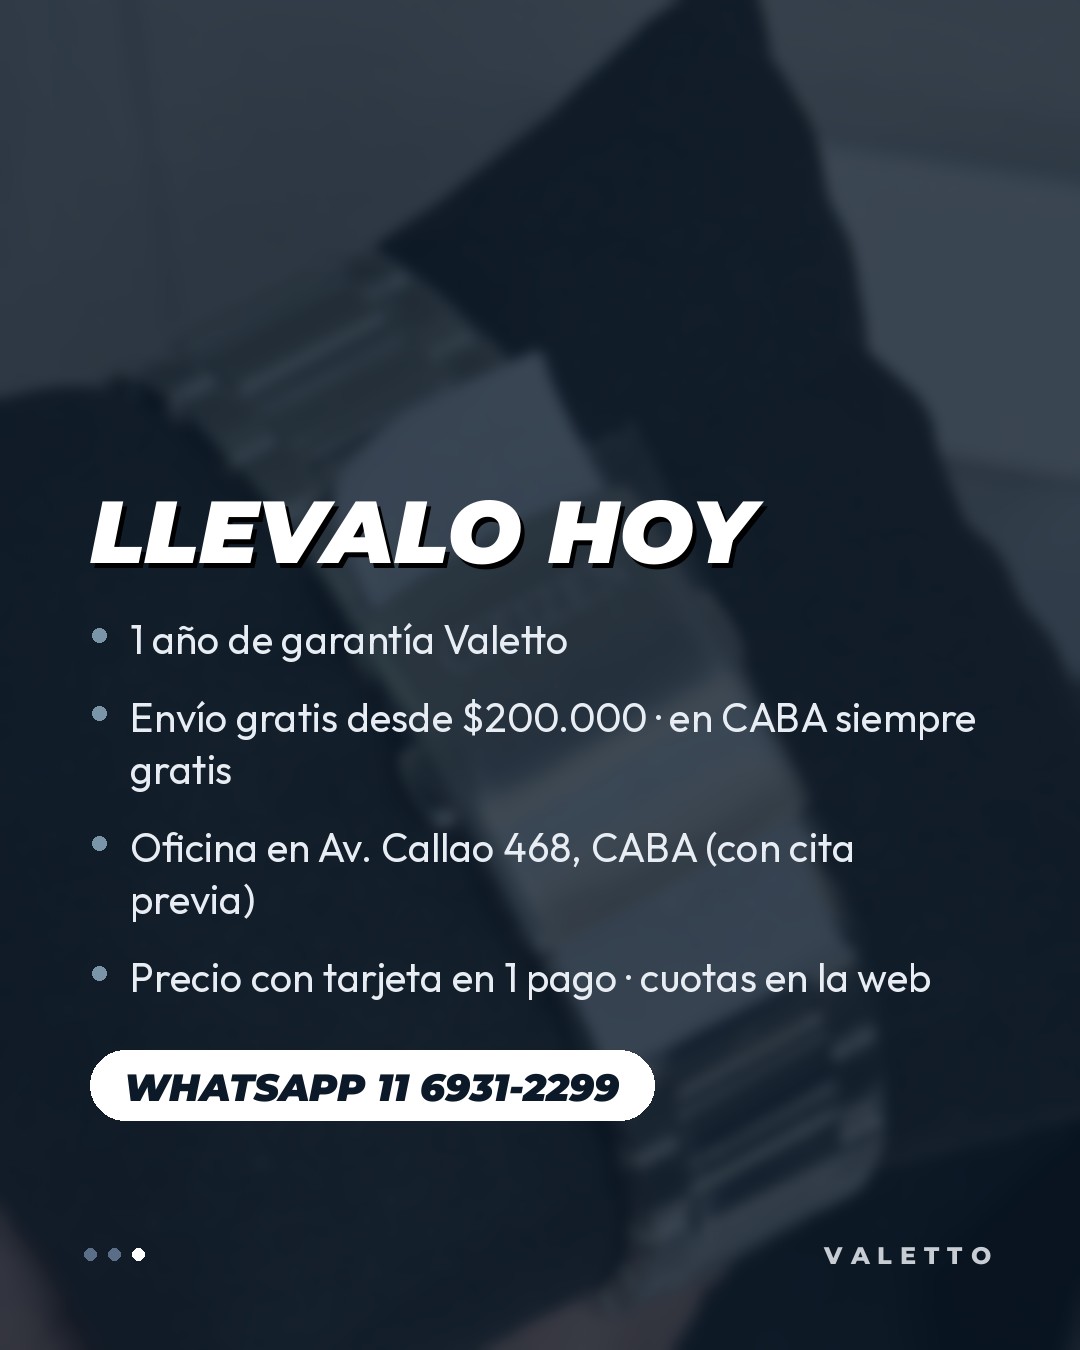 LLEVALO HOY
1 año de garantía Valetto
Envío gratis desde $200.000 · en CABA siempre
gratis
Oficina en Av. Callao 468, CABA (con cita
previa)
Precio con tarjeta en 1 pago · cuotas en la web
WHATSAPP 11 6931-2299
VALETTO